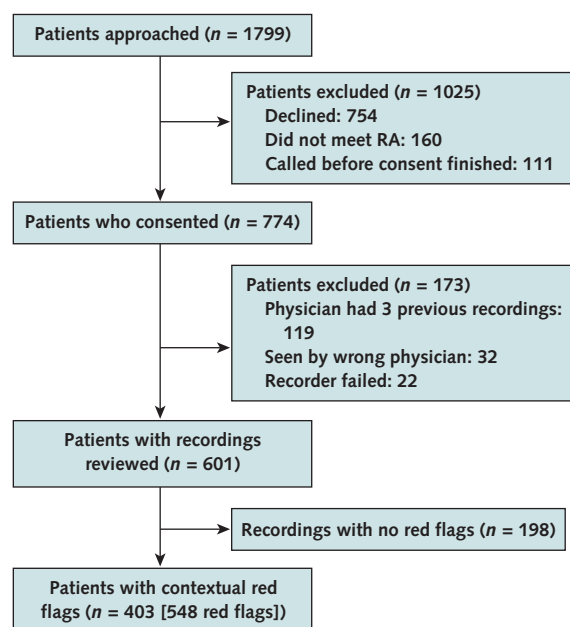 Patients approached (n = 1799)
Patients excluded (n = 1025)
Declined: 754
Did not meet RA: 160
Called before consent finished: 111
Patients who consented (n = 774)
Patients excluded (n = 173)
Physician had 3 previous recordings:
119
Seen by wrong physician: 32
Recorder failed: 22
Patients with recordings
reviewed (n = 601)
Recordings with no red flags (n = 198)
Patients with contextual red
flags (n = 403 [548 red flags])